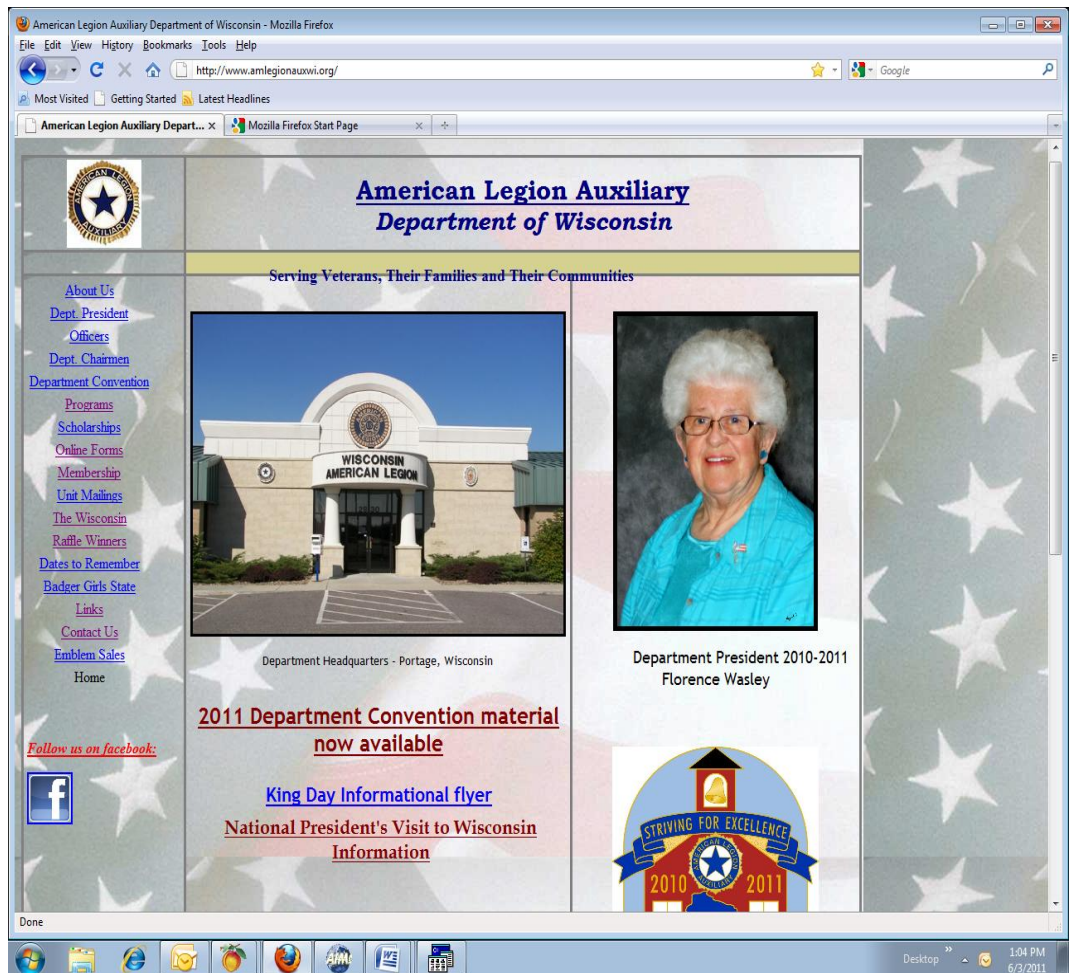 American Legion Auxiliary Department of Wisconsin - Mozilla Firefox
File Edit View History Bookmarks Tools Help
http://www.amlegionauxwi.org/
Google
Most Visited Getting Started Latest Headlines
American Legion Auxiliary Depart... Mozilla Firefox Start Page
AMERICAN LEGION
AUXILIARY
American Legion Auxiliary
Department of Wisconsin
Serving Veterans, Their Families and Their Communities
About Us
Dept. President
Officers
Dept. Chairmen
Department Convention
Programs
Scholarships
Online Forms
Membership
Unit Mailings
The Wisconsin
Raffle Winners
Dates to Remember
Badger Girls State
Links
Contact Us
Emblem Sales
Home
Follow us on facebook:
f
WISCONSIN
AMERICAN LEGION
Department Headquarters - Portage, Wisconsin
2011 Department Convention material
now available
King Day Informational flyer
National President's Visit to Wisconsin
Information
Department President 2010-2011
Florence Wasley
STRIVING FOR EXCELLENCE
AMERICAN LEGION
AUXILIARY
2010 2011
Done
Desktop
1:04 PM
6/3/2011